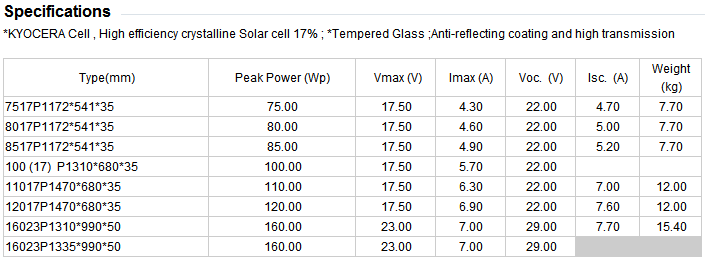 Specifications
*KYOCERA Cell , High efficiency crystalline Solar cell 17% ; *Tempered Glass ;Anti-reflecting coating and high transmission
Type(mm) Peak Power (Wp) Vmax (V) Imax (A) Voc. (V) Isc. (A) Weight (kg)
7517P1172*541*35 75.00 17.50 4.30 22.00 4.70 7.70
8017P1172*541*35 80.00 17.50 4.60 22.00 5.00 7.70
8517P1172*541*35 85.00 17.50 4.90 22.00 5.20 7.70
100 (17) P1310*680*35 100.00 17.50 5.70 22.00
11017P1470*680*35 110.00 17.50 6.30 22.00 7.00 12.00
12017P1470*680*35 120.00 17.50 6.90 22.00 7.60 12.00
16023P1310*990*50 160.00 23.00 7.00 29.00 7.70 15.40
16023P1335*990*50 160.00 23.00 7.00 29.00